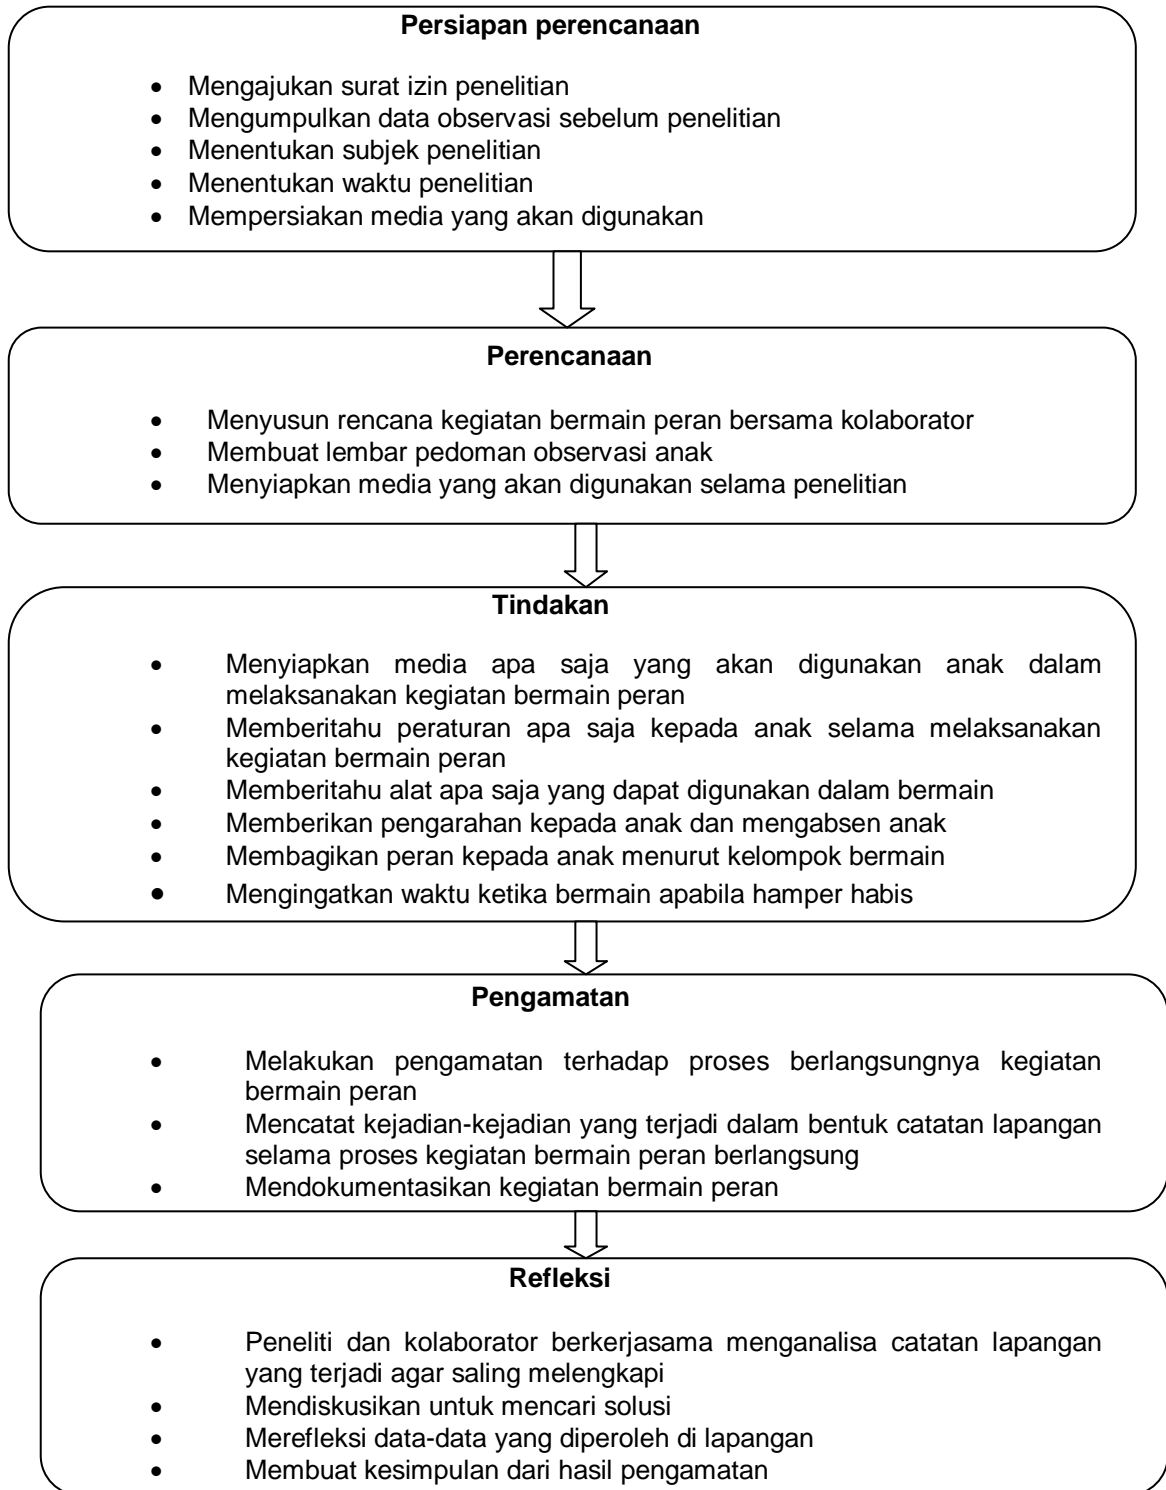 Persiapan perencanaan
• Mengajukan surat izin penelitian
• Mengumpulkan data observasi sebelum penelitian
• Menentukan subjek penelitian
• Menentukan waktu penelitian
• Mempersiakan media yang akan digunakan
Perencanaan
• Menyusun rencana kegiatan bermain peran bersama kolaborator
• Membuat lembar pedoman observasi anak
• Menyiapkan media yang akan digunakan selama penelitian
Tindakan
• Menyiapkan media apa saja yang akan digunakan anak dalam
melaksanakan kegiatan bermain peran
• Memberitahu peraturan apa saja kepada anak selama melaksanakan
kegiatan bermain peran
• Memberitahu alat apa saja yang dapat digunakan dalam bermain
• Memberikan pengarahan kepada anak dan mengabsen anak
• Membagikan peran kepada anak menurut kelompok bermain
• Mengingatkan waktu ketika bermain apabila hamper habis
Pengamatan
• Melakukan pengamatan terhadap proses berlangsungnya kegiatan
bermain peran
• Mencatat kejadian-kejadian yang terjadi dalam bentuk catatan lapangan
selama proses kegiatan bermain peran berlangsung
• Mendokumentasikan kegiatan bermain peran
Refleksi
• Peneliti dan kolaborator berkerjasama menganalisa catatan lapangan
yang terjadi agar saling melengkapi
• Mendiskusikan untuk mencari solusi
• Merefleksi data-data yang diperoleh di lapangan
• Membuat kesimpulan dari hasil pengamatan